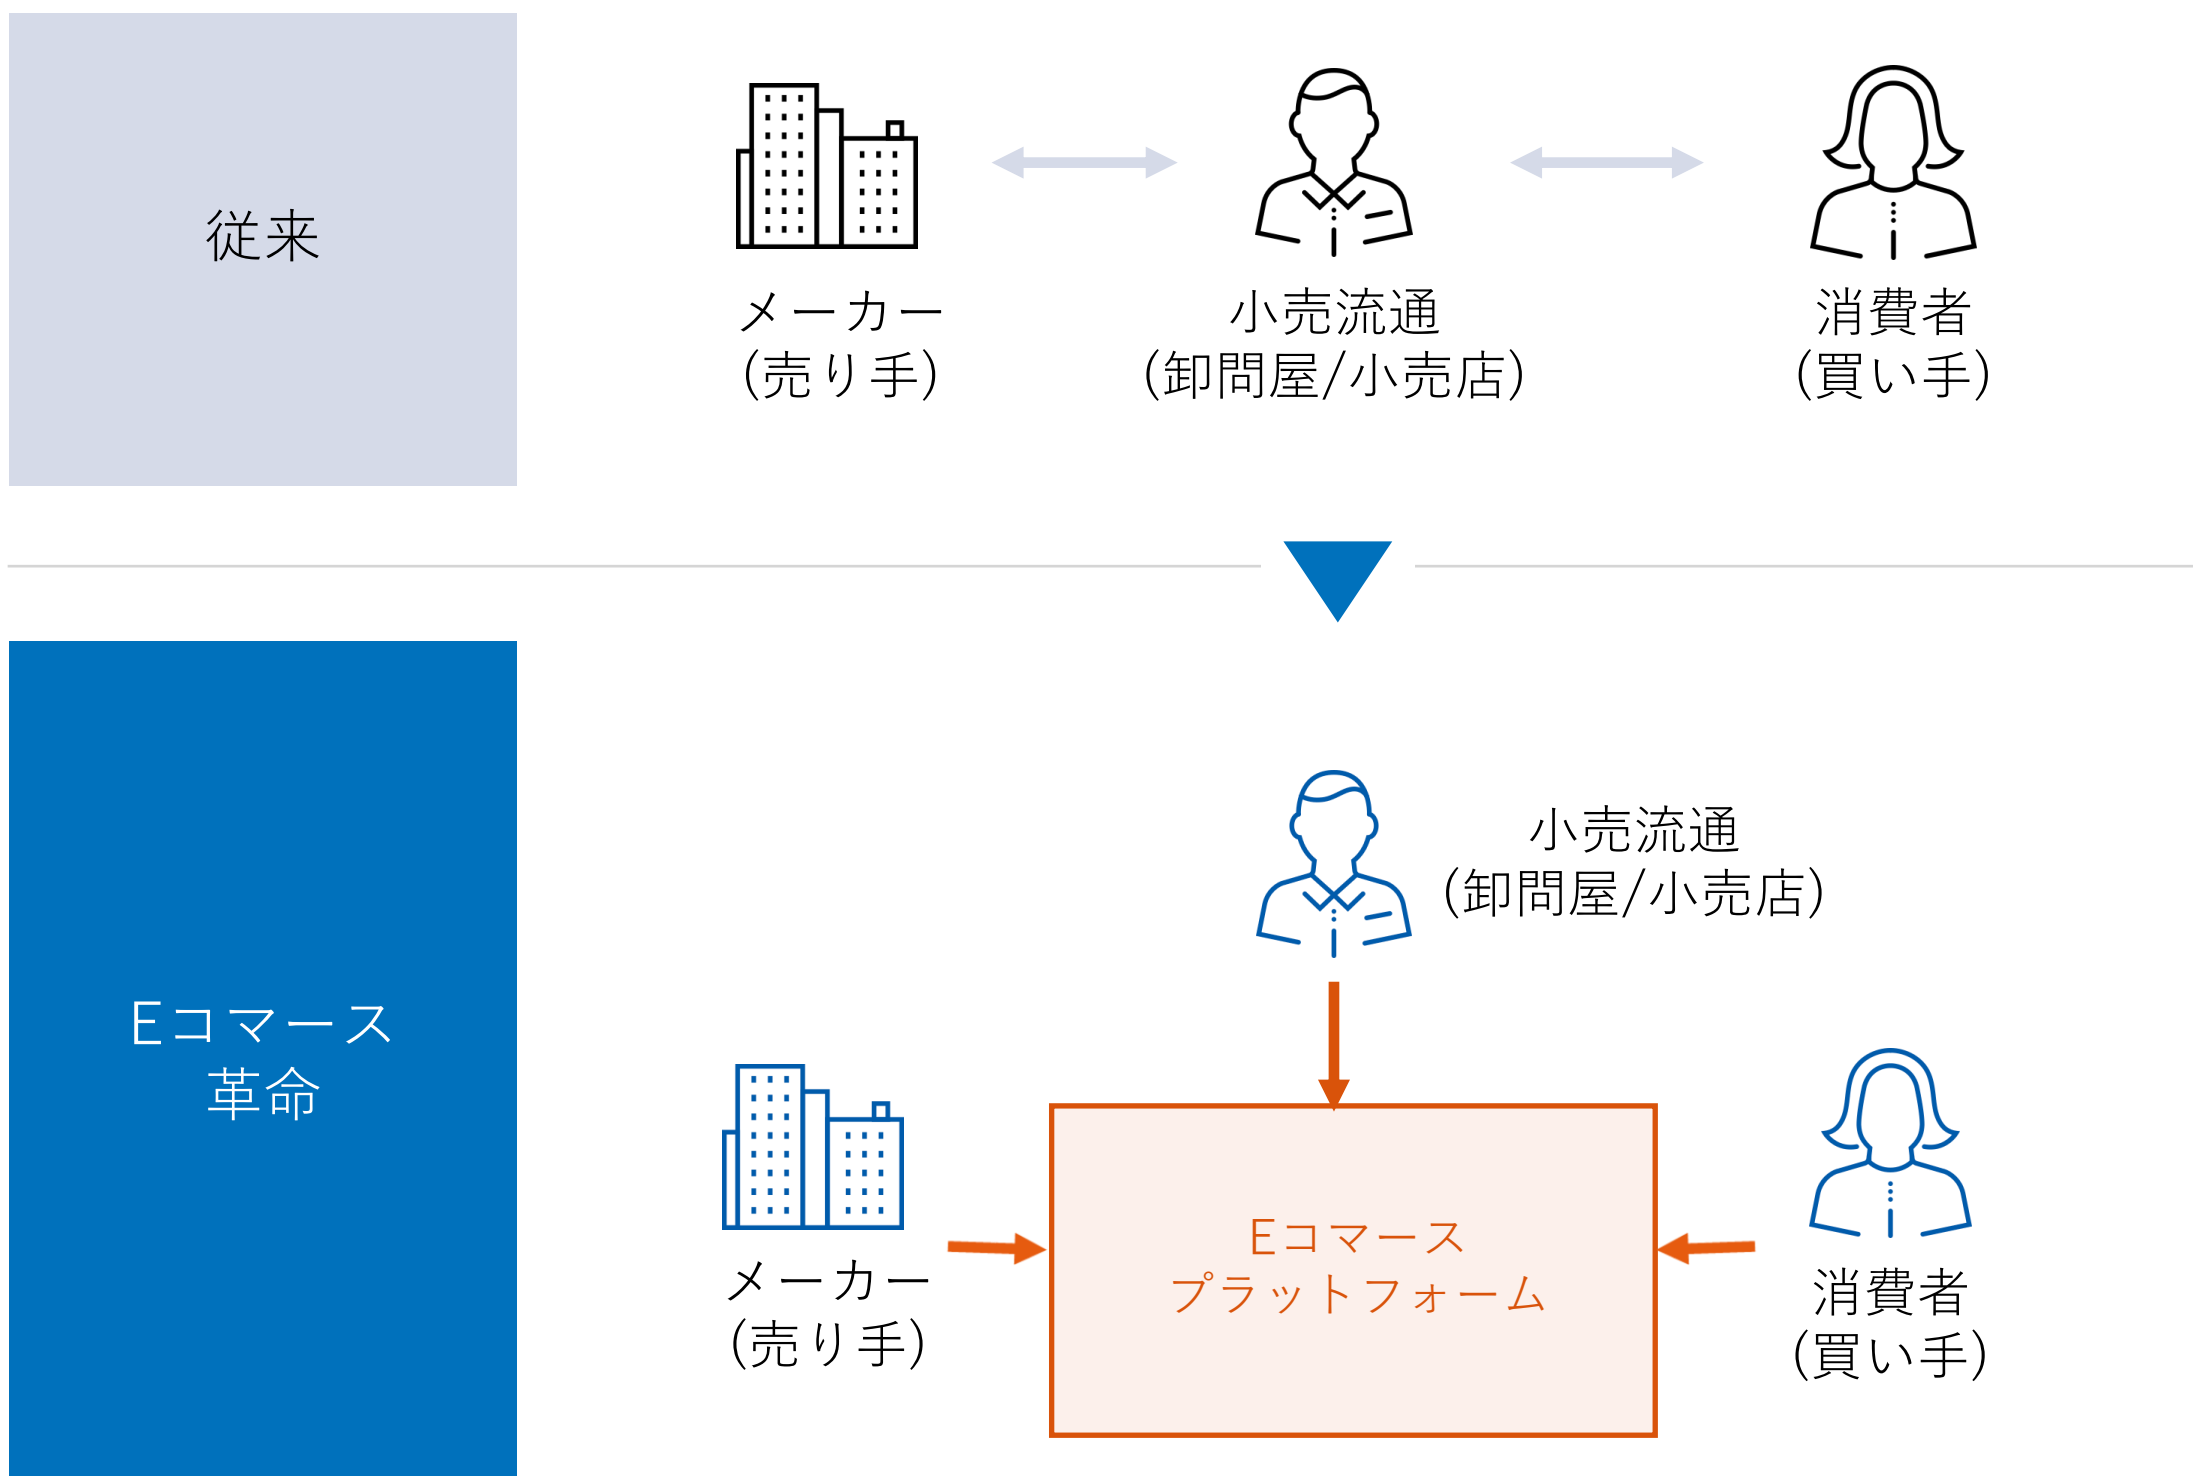 従来
メーカー
(売り手)
小売流通
(卸問屋/小売店)
消費者
(買い手)
Eコマース
革命
小売流通
(卸問屋/小売店)
メーカー
(売り手)
Eコマース
プラットフォーム
消費者
(買い手)